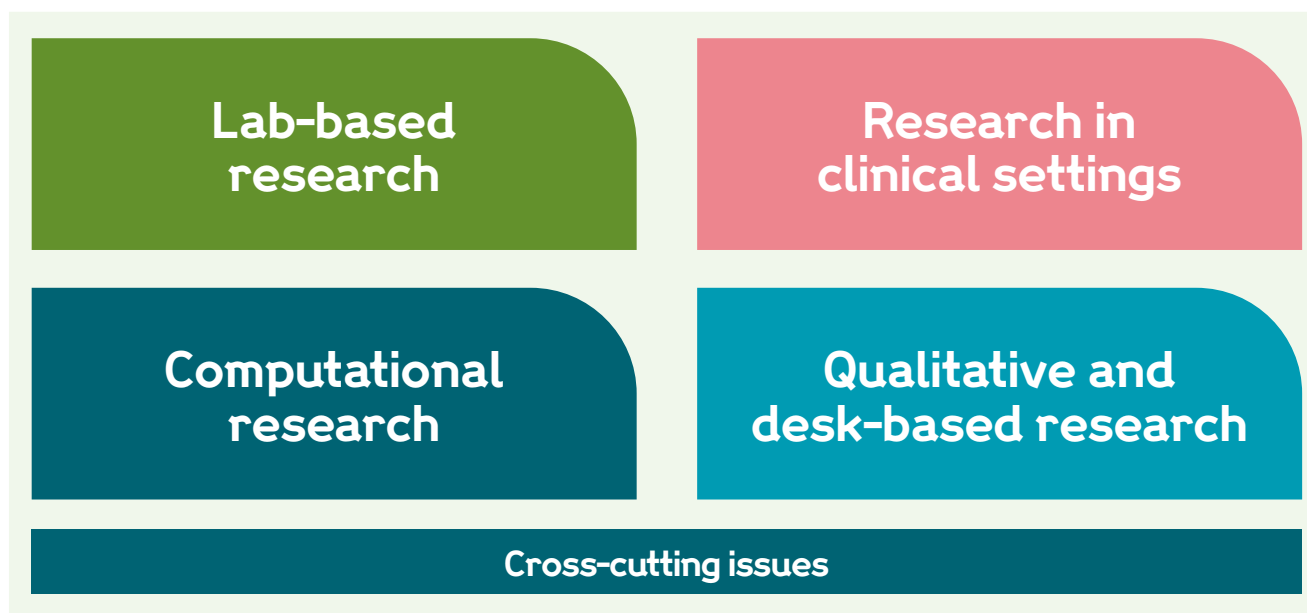 Lab-based
research
Research in
clinical settings
Computational
research
Qualitative and
desk-based research
Cross-cutting issues